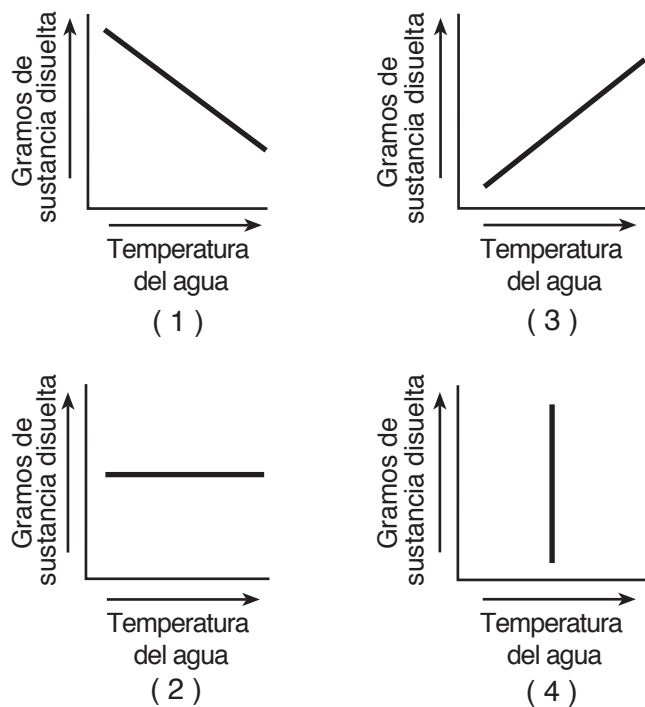 Gramos de
sustancia disuelta
Temperatura
del agua
( 1 )
Gramos de
sustancia disuelta
Temperatura
del agua
( 3 )
Gramos de
sustancia disuelta
Temperatura
del agua
( 2 )
Gramos de
sustancia disuelta
Temperatura
del agua
( 4 )